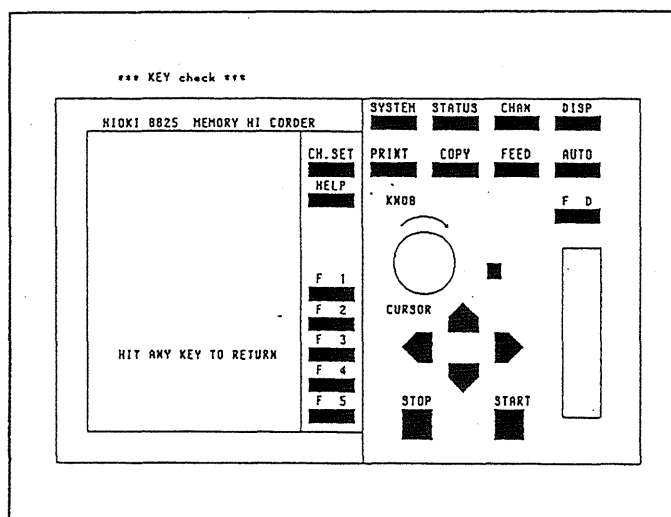 *** KEY check ***
HIOKI 8825 MEMORY HI CORDER
SYSTEM STATUS CHAN DISP
CH.SET PRINT COPY FEED AUTO
HELP
KNOB F D
F 1
F 2
CURSOR
F 3
HIT ANY KEY TO RETURN
F 4
F 5
STOP START